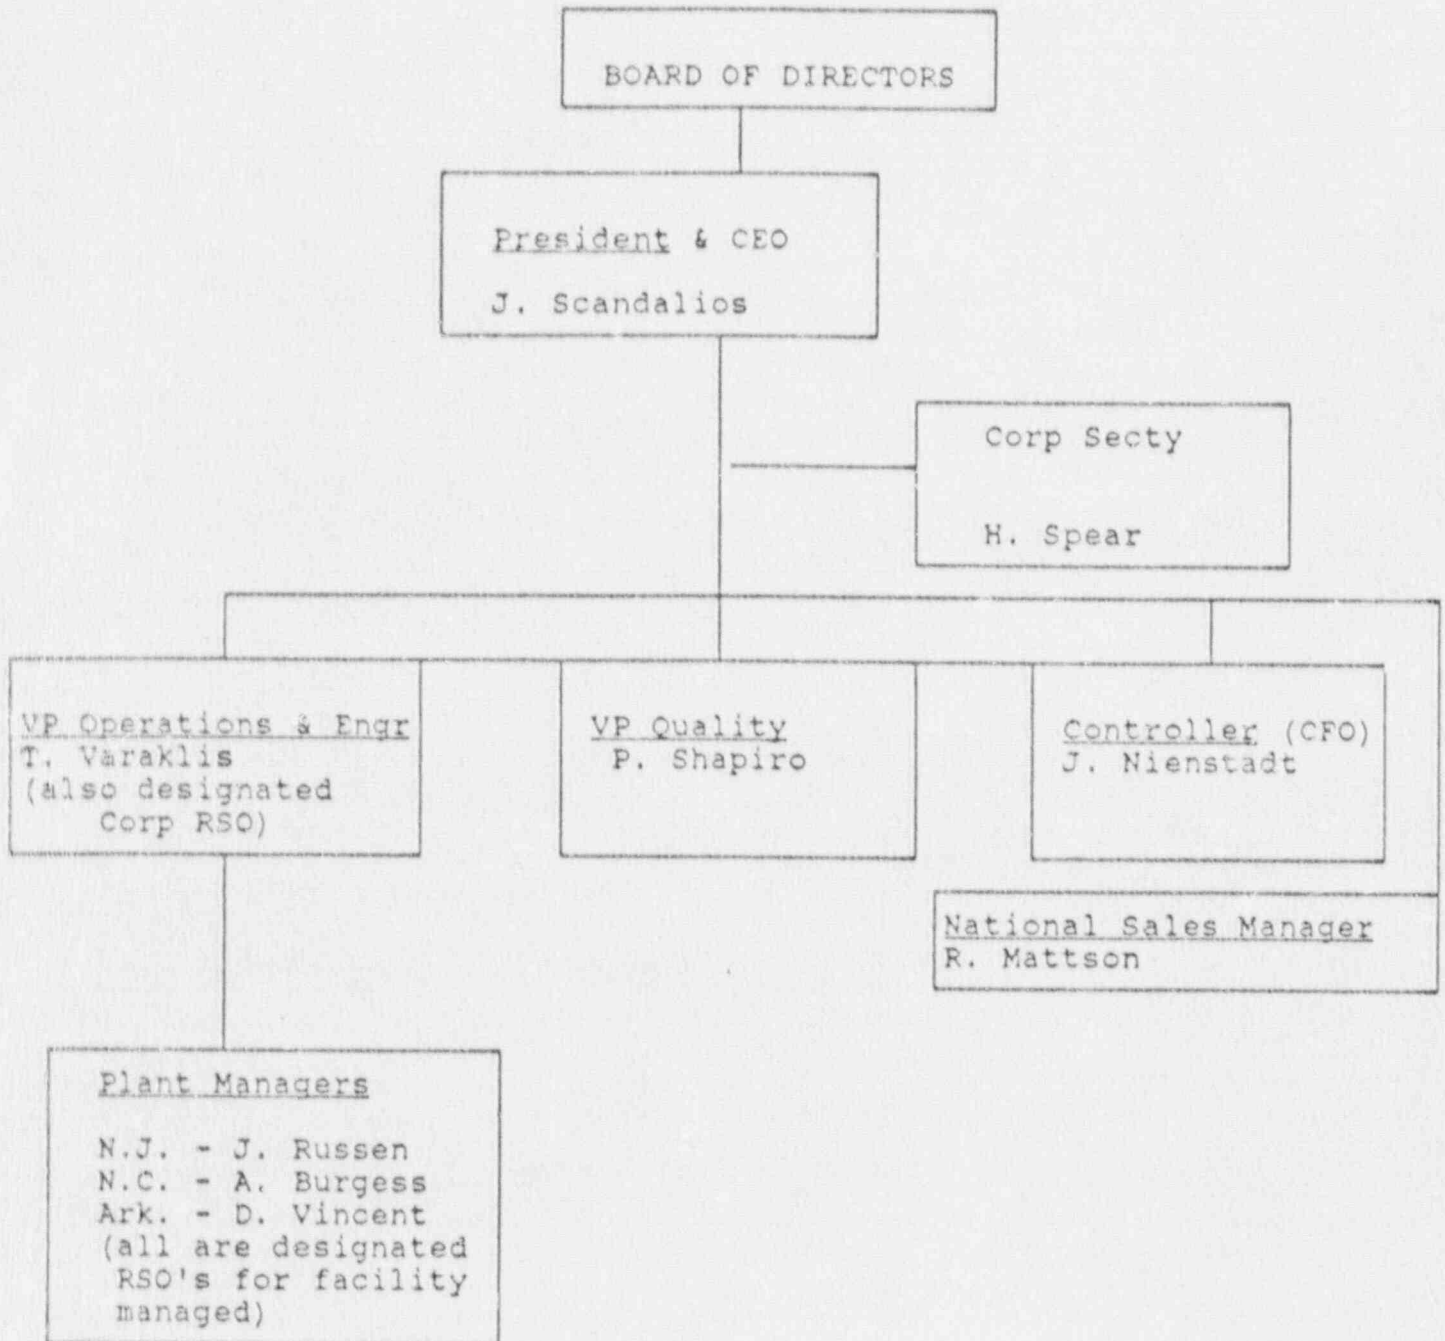 BOARD OF DIRECTORS
President & CEO
J. Scandalios
Corp Secty
H. Spear
VP Operations & Engr
T. Varaklis
(also designated
Corp RSO)
VP Quality
P. Shapiro
Controller (CFO)
J. Nienstadt
National Sales Manager
R. Mattson
Plant Managers
N.J. - J. Russen
N.C. - A. Burgess
Ark. - D. Vincent
(all are designated
RSO's for facility
managed)